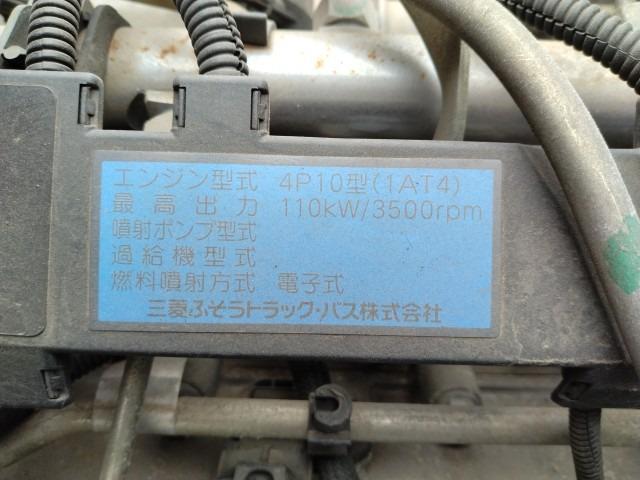 エンジン型式 4P10型(1A・T4)
最高出力 110kW/3500rpm
噴射ポンプ型式
過給機型式
燃料噴射方式 電子式
三菱ふそうトラック・バス株式会社